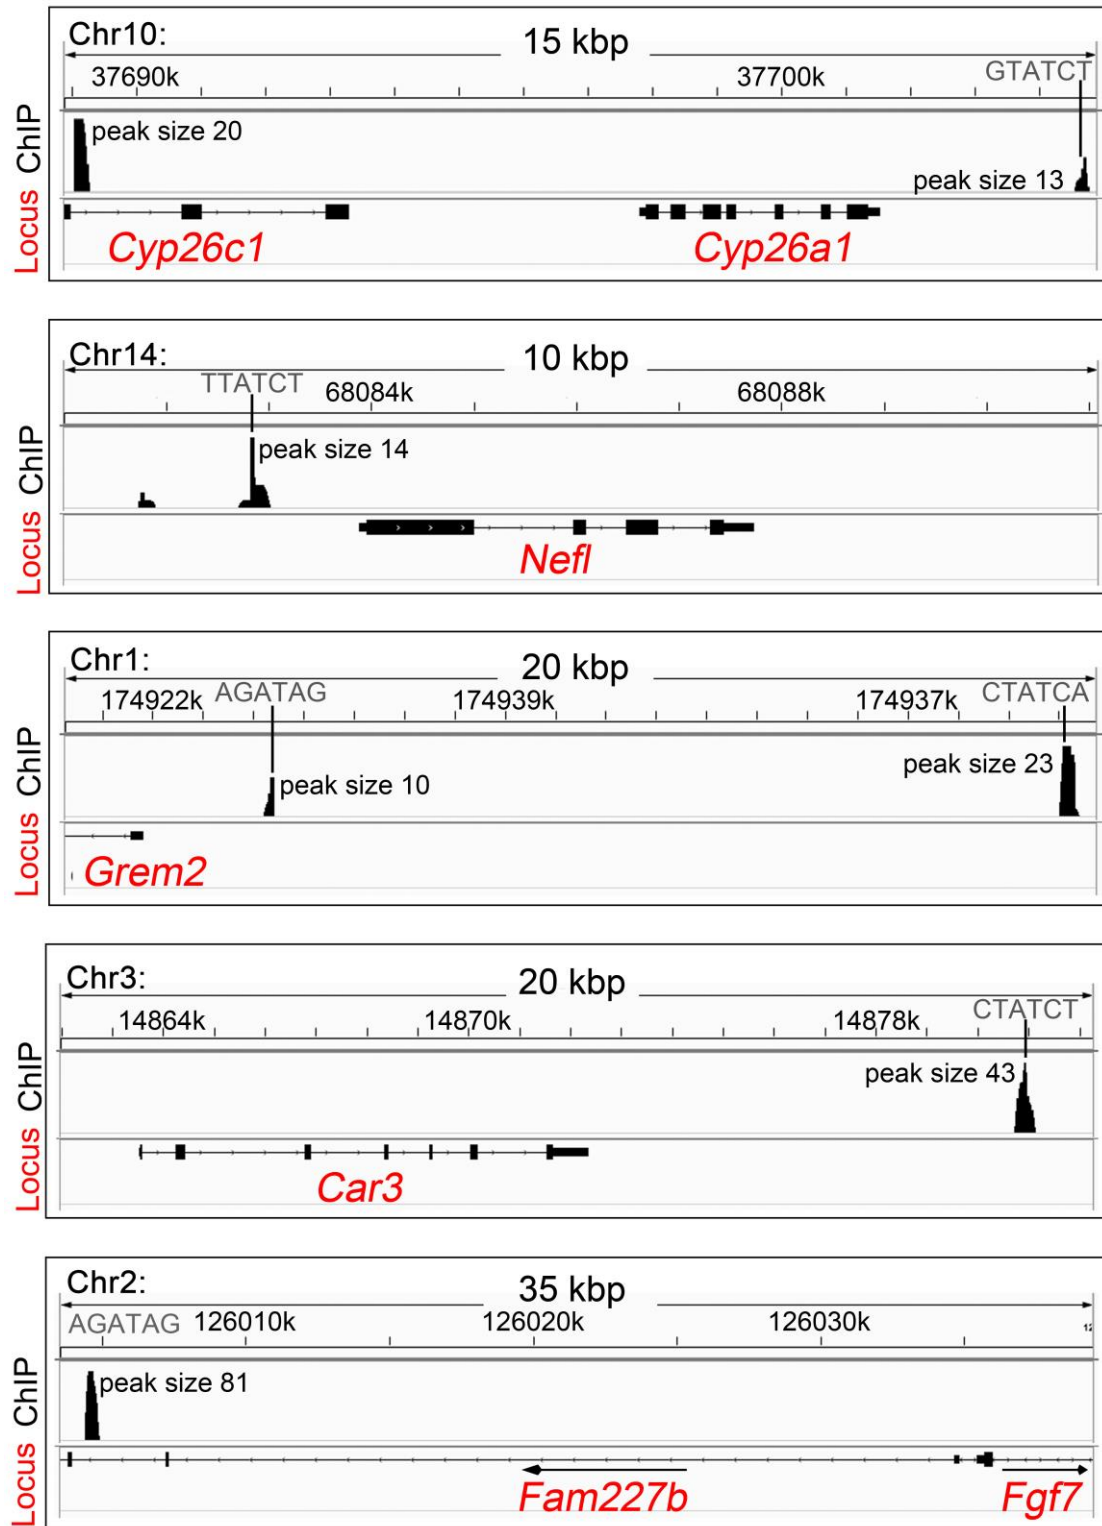 Chr10:
15 kbp
37690k
37700k
GTATCT
ChIP
peak size 20
peak size 13
Locus
Cyp26c1
Cyp26a1
Chr14:
10 kbp
TTATCT
68084k
68088k
ChIP
peak size 14
Locus
Nefl
Chr1:
20 kbp
174922k
AGATAG
174939k
174937k
CTATCA
ChIP
peak size 10
peak size 23
Locus
Grem2
Chr3:
20 kbp
14864k
14870k
14878k
CTATCT
ChIP
peak size 43
Locus
Car3
Chr2:
35 kbp
AGATAG
126010k
126020k
126030k
12
ChIP
peak size 81
Locus
Fam227b
Fgf7